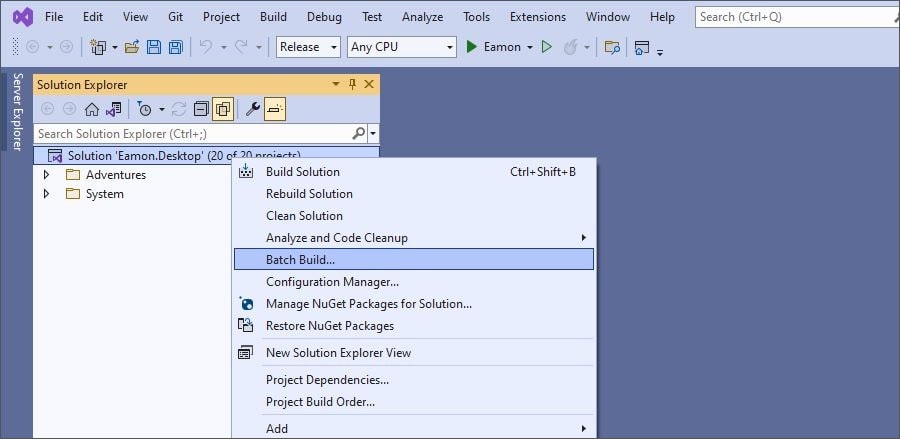 File Edit View Git Project Build Debug Test Analyze Tools Extensions Window Help Search (Ctrl+Q)
Release Any CPU Eamon
Server Explorer
Solution Explorer
Search Solution Explorer (Ctrl+;)
Solution 'Eamon.Desktop' (20 of 20 projects)
Adventures
System
Build Solution Ctrl+Shift+B
Rebuild Solution
Clean Solution
Analyze and Code Cleanup
Batch Build...
Configuration Manager...
Manage NuGet Packages for Solution...
Restore NuGet Packages
New Solution Explorer View
Project Dependencies...
Project Build Order...
Add